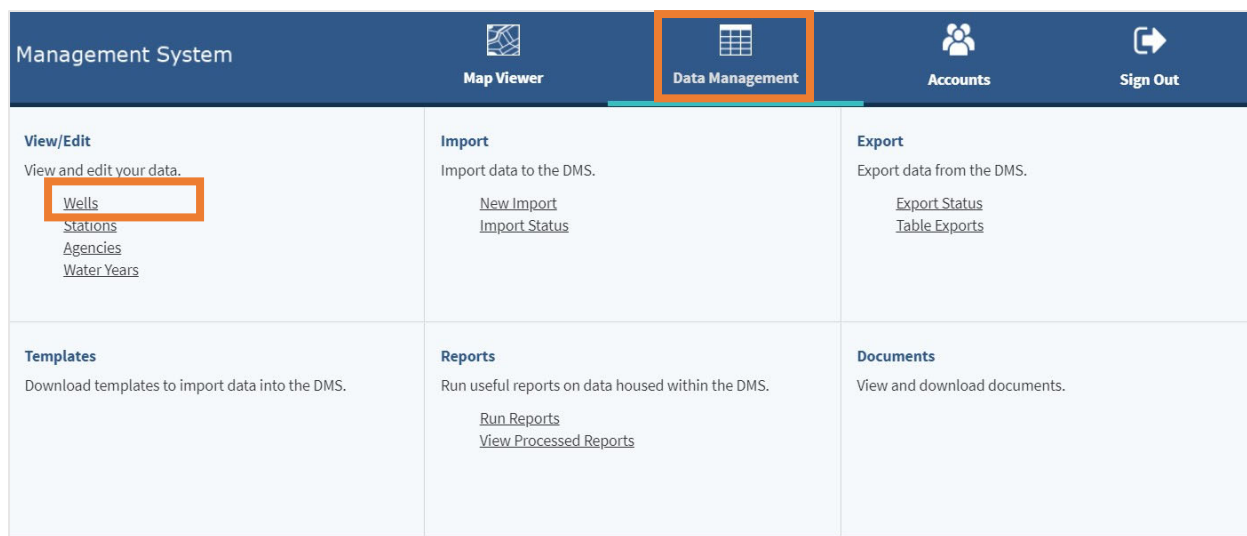 Management System
Map Viewer
Data Management
Accounts
Sign Out
View/Edit
View and edit your data.
Wells
Stations
Agencies
Water Years
Import
Import data to the DMS.
New Import
Import Status
Export
Export data from the DMS.
Export Status
Table Exports
Templates
Download templates to import data into the DMS.
Reports
Run useful reports on data housed within the DMS.
Run Reports
View Processed Reports
Documents
View and download documents.